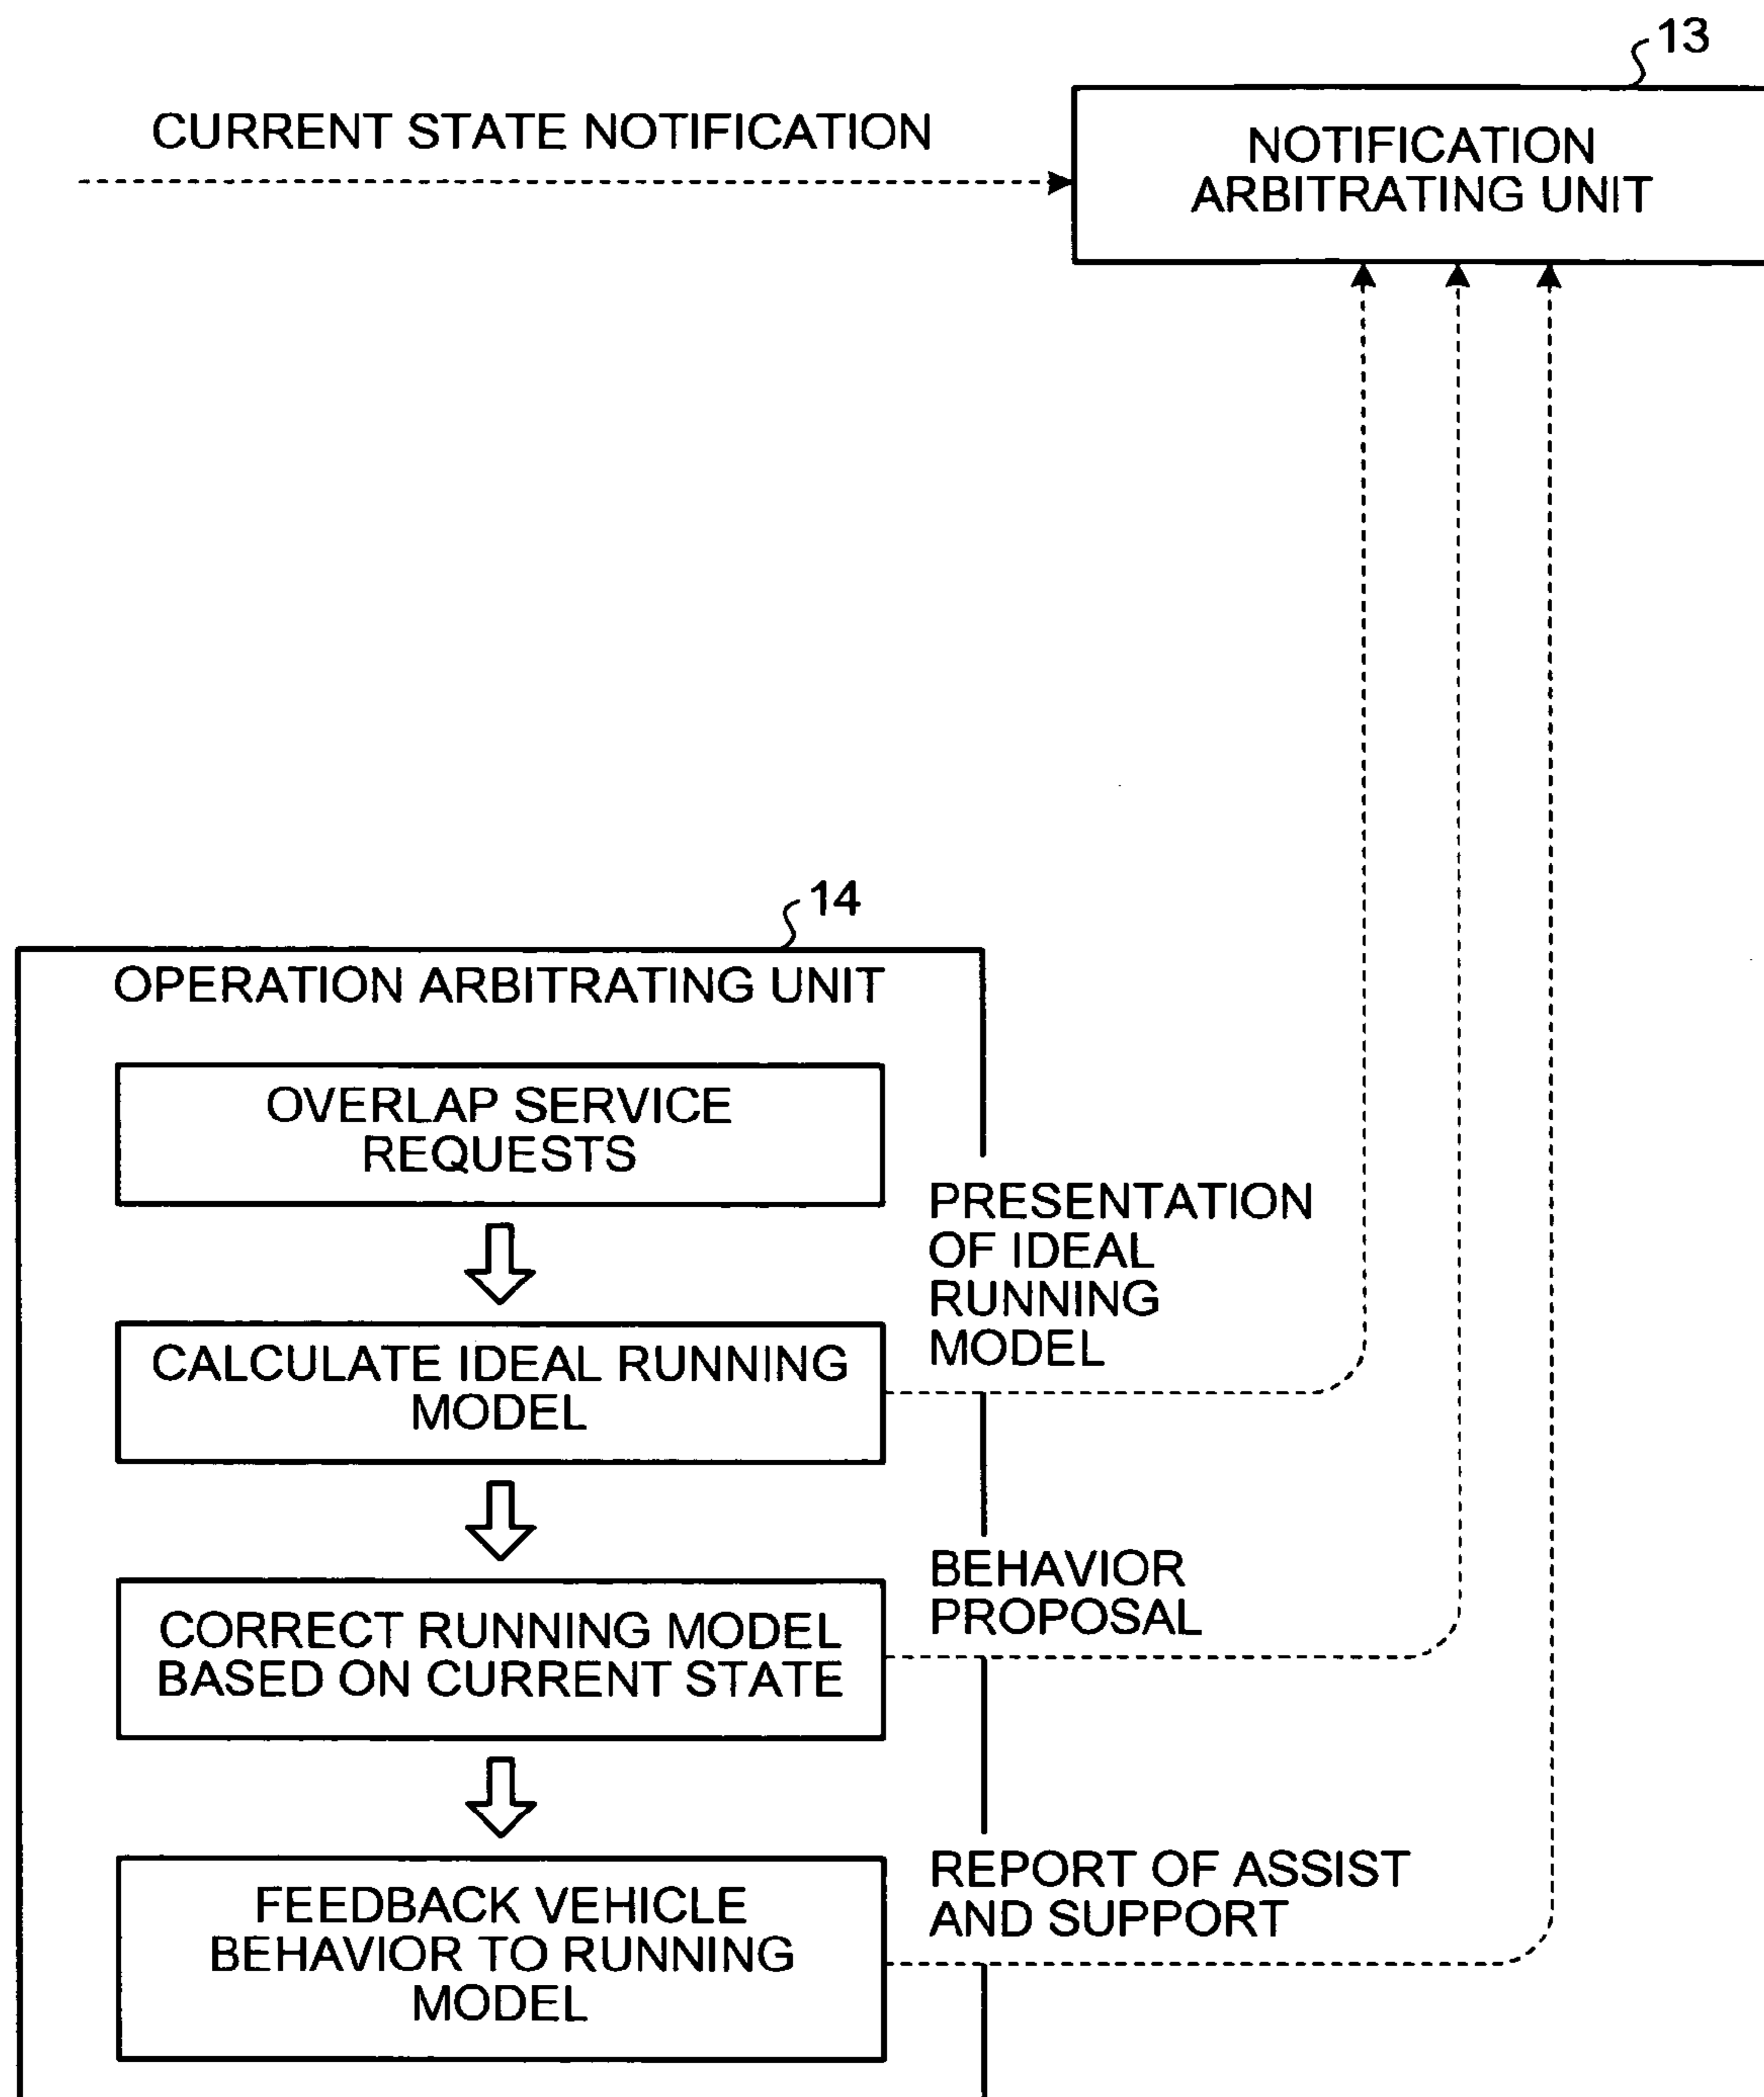 13
CURRENT STATE NOTIFICATION
NOTIFICATION
ARBITRATING UNIT
14
OPERATION ARBITRATING UNIT
OVERLAP SERVICE
REQUESTS
PRESENTATION
OF IDEAL
RUNNING
MODEL
CALCULATE IDEAL RUNNING
MODEL
BEHAVIOR
PROPOSAL
CORRECT RUNNING MODEL
BASED ON CURRENT STATE
REPORT OF ASSIST
AND SUPPORT
FEEDBACK VEHICLE
BEHAVIOR TO RUNNING
MODEL